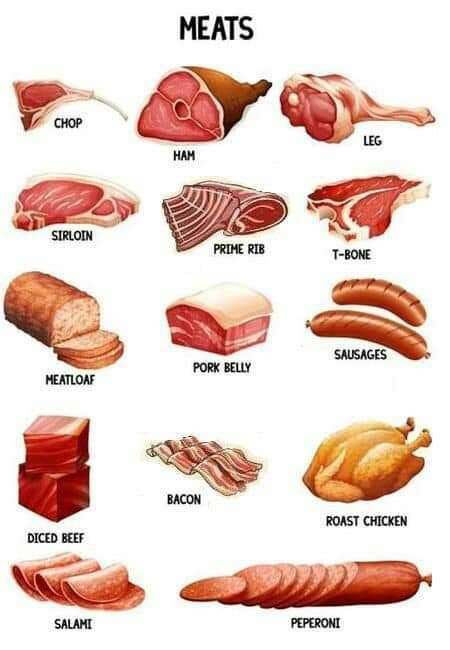 MEATS
CHOP
HAM
LEG
SIRLOIN
PRIME RIB
T-BONE
MEATLOAF
PORK BELLY
SAUSAGES
DICED BEEF
BACON
ROAST CHICKEN
SALAMI
PEPERONI